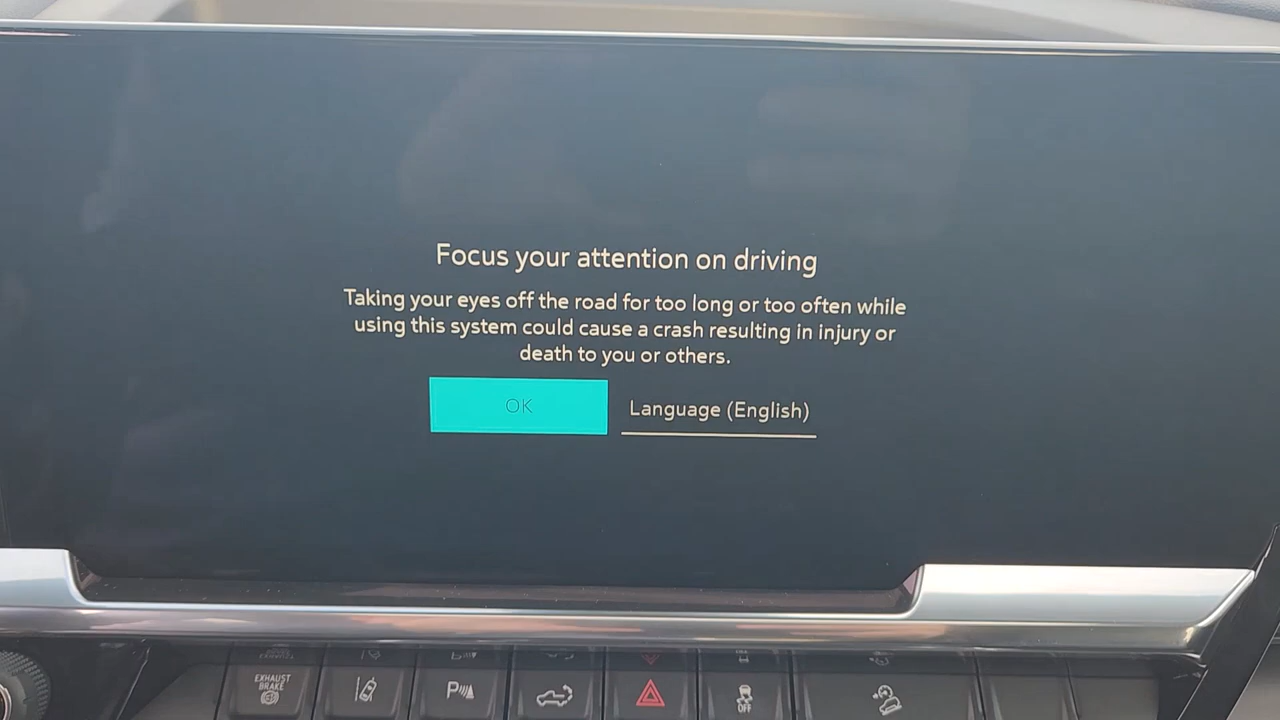 Focus your attention on driving
Taking your eyes off the road for too long or too often while
using this system could cause a crash resulting in injury or
death to you or others.
OK
Language (English)
EXHAUST
BRAKE
P
OFF